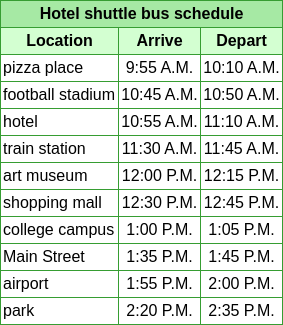 Hotel shuttle bus schedule
Location Arrive Depart
pizza place 9:55 A.M. 10:10 A.M.
football stadium 10:45 A.M. 10:50 A.M.
hotel 10:55 A.M. 11:10 A.M.
train station 11:30 A.M. 11:45 A.M.
art museum 12:00 P.M. 12:15 P.M.
shopping mall 12:30 P.M. 12:45 P.M.
college campus 1:00 P.M. 1:05 P.M.
Main Street 1:35 P.M. 1:45 P.M.
airport 1:55 P.M. 2:00 P.M.
park 2:20 P.M. 2:35 P.M.